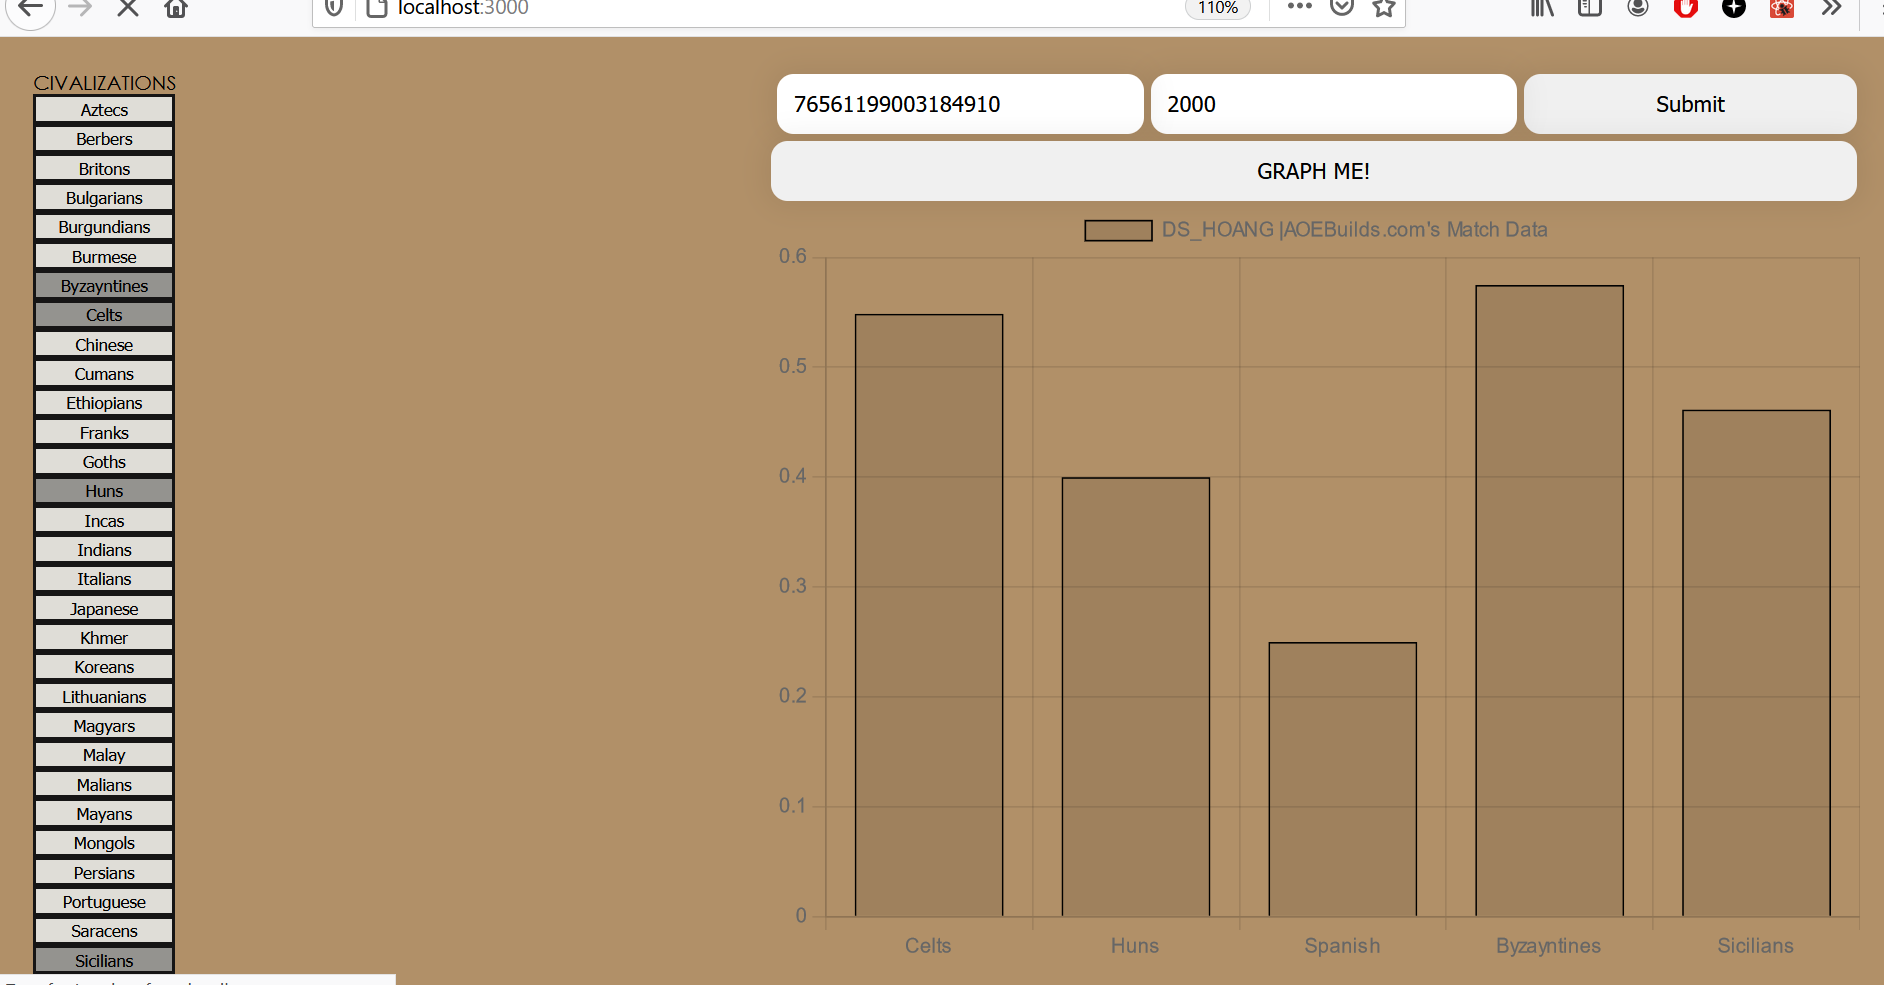 localhost:3000
110%
CIVALIZATIONS
Aztecs
Berbers
Britons
Bulgarians
Burgundians
Burmese
Byzayntines
Celts
Chinese
Cumans
Ethiopians
Franks
Goths
Huns
Incas
Indians
Italians
Japanese
Khmer
Koreans
Lithuanians
Magyars
Malay
Malians
Mayans
Mongols
Persians
Portuguese
Saracens
Sicilians
76561199003184910
2000
Submit
GRAPH ME!
DS_HOANG |AOEBuilds.com's Match Data
0.6
0.5
0.4
0.3
0.2
0.1
0
Celts Huns Spanish Byzayntines Sicilians